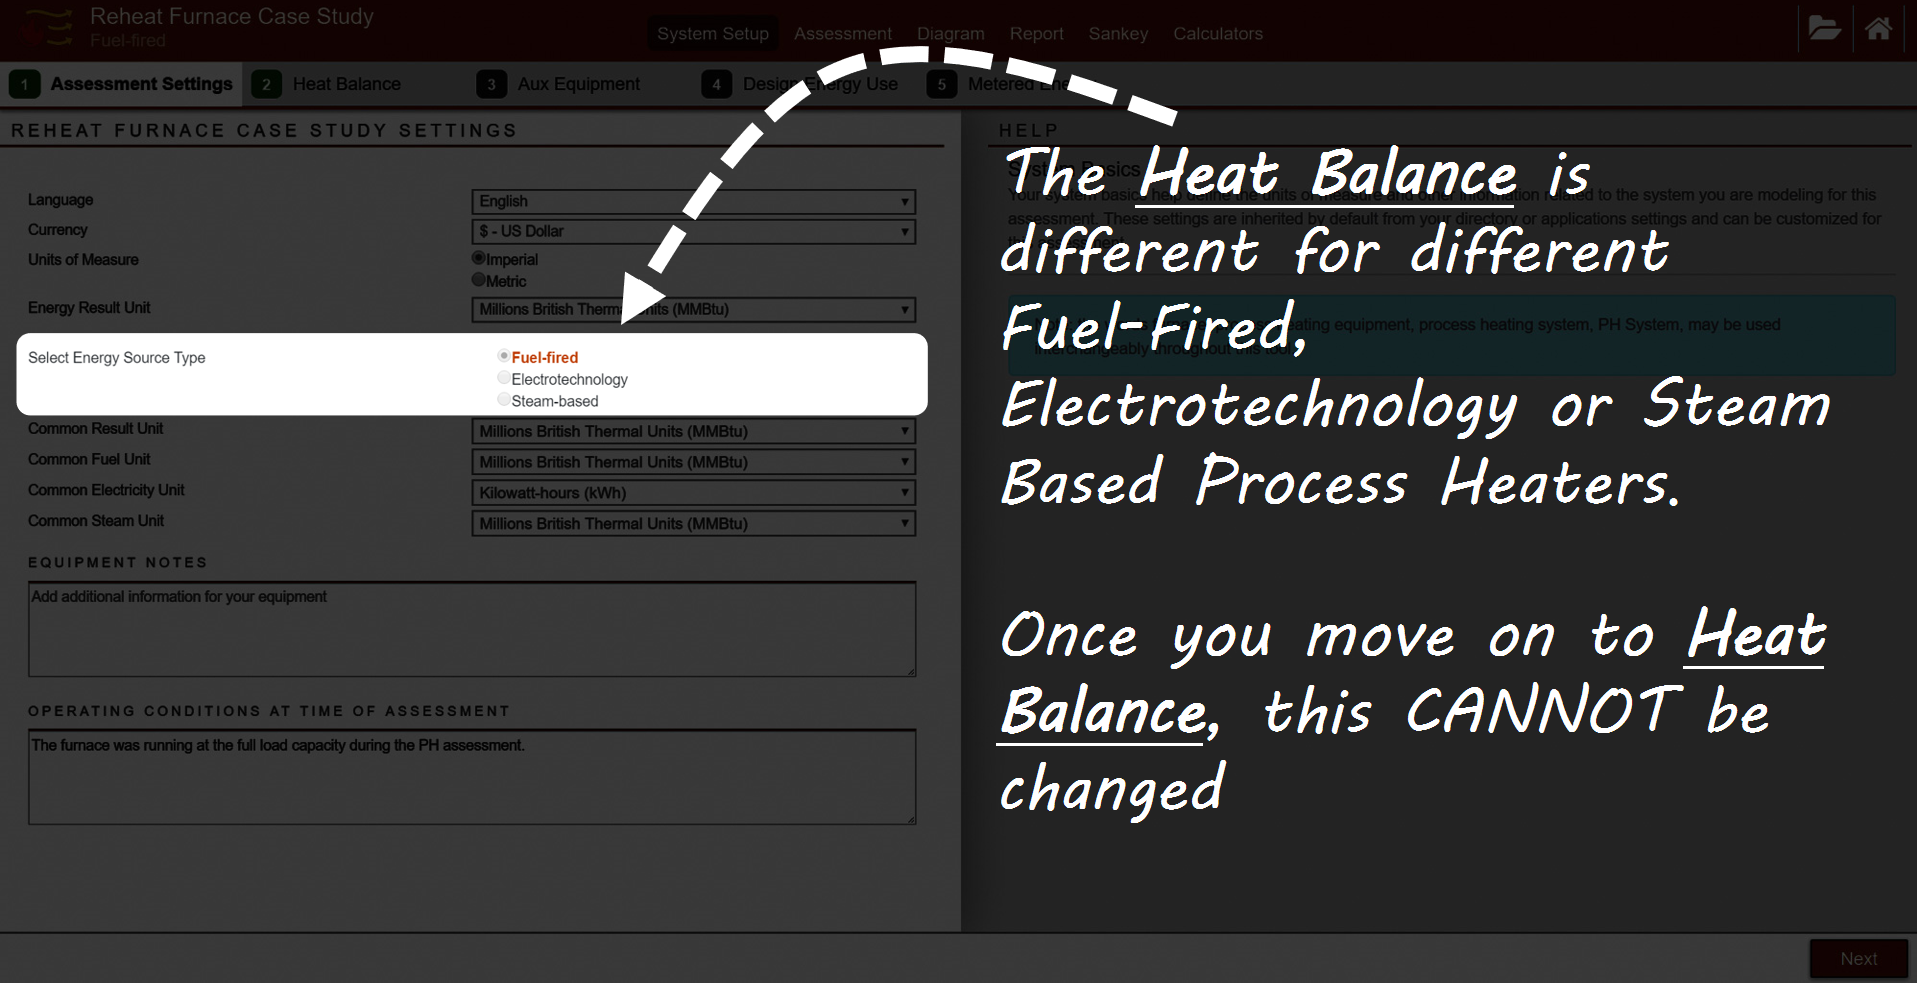 Reheat Furnace Case Study
Fuel-fired
System Setup Assessment Diagram Report Sankey Calculators
1 Assessment Settings 2 Heat Balance 3 Aux Equipment 4 Design Energy Use 5 Metered
REHEAT FURNACE CASE STUDY SETTINGS
Language English
Currency $ - US Dollar
Units of Measure Imperial
Metric
Energy Result Unit Millions British Thermal Units (MMBtu)
Select Energy Source Type Fuel-fired
Electrotechnology
Steam-based
Common Result Unit Millions British Thermal Units (MMBtu)
Common Fuel Unit Millions British Thermal Units (MMBtu)
Common Electricity Unit Kilowatt-hours (kWh)
Common Steam Unit Millions British Thermal Units (MMBtu)
EQUIPMENT NOTES
Add additional information for your equipment
OPERATING CONDITIONS AT TIME OF ASSESSMENT
The furnace was running at the full load capacity during the PH assessment.
HELP
System Basics
Your system basics help define the units of measure and other information related to the system you are modeling for this
assessment. These settings are inherited by default from your directory or applications settings and can be customized for
heating equipment, process heating system, PH System, may be used
interchangeably throughout this tool.
The Heat Balance is
different for different
Fuel-Fired,
Electrotechnology or Steam
Based Process Heaters.
Once you move on to Heat
Balance, this CANNOT be
changed
Next